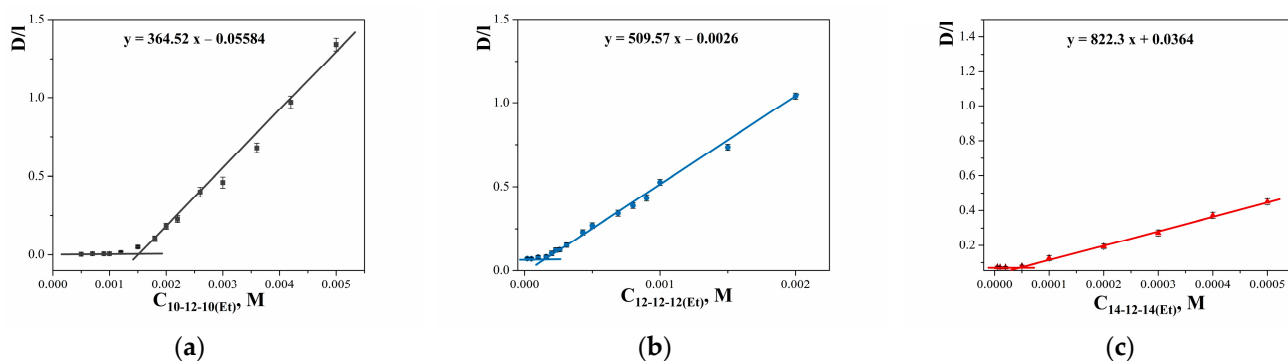 y = 364.52 x – 0.05584
D/l
1.5
1.0
0.5
0.0
0.000 0.001 0.002 0.003 0.004 0.005
C10-12-10(Et), M
(a)
y = 509.57 x – 0.0026
D/l
1.5
1.0
0.5
0.0
0.000 0.001 0.002
C12-12-12(Et), M
(b)
y = 822.3 x + 0.0364
D/l
1.4
1.2
1.0
0.8
0.6
0.4
0.2
0.0000 0.0001 0.0002 0.0003 0.0004 0.0005
C14-12-14(Et), M
(c)